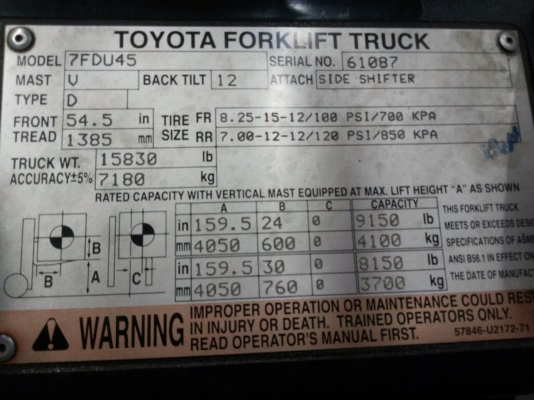 TOYOTA FORKLIFT TRUCK
MODEL 7FDU45 SERIAL NO. 61087
MAST V BACK TILT 12 ATTACH SIDE SHIFTER
TYPE D
FRONT TREAD 54.5 in TIRE SIZE FR 8.25-15-12/100 PSI/700 KPA
1385 mm RR 7.00-12-12/120 PSI/850 KPA
TRUCK WT. 15830 lb
ACCURACY±5% 7180 kg
RATED CAPACITY WITH VERTICAL MAST EQUIPPED AT MAX. LIFT HEIGHT "A" AS SHOWN
A B C CAPACITY THIS FORKLIFT TRUCK
in 159.5 24 0 9150 lb MEETS OR EXCEEDS
mm 4050 600 0 4100 kg SPECIFICATIONS OF
in 159.5 30 0 8150 lb ANSI B56.1 IN EFFECT ON
mm 4050 760 0 3700 kg THE DATE OF
B A C
B
WARNING
IMPROPER OPERATION OR MAINTENANCE COULD
IN INJURY OR DEATH. TRAINED OPERATORS ONLY.
READ OPERATOR'S MANUAL FIRST. 57846-U2172-71